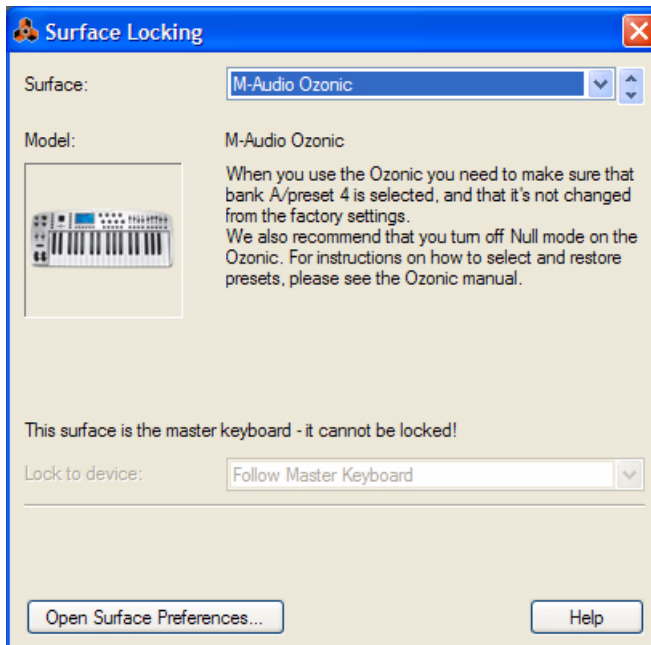 Surface Locking
Surface: M-Audio Ozonic
Model: M-Audio Ozonic
When you use the Ozonic you need to make sure that
bank A/preset 4 is selected, and that it's not changed
from the factory settings.
We also recommend that you turn off Null mode on the
Ozonic. For instructions on how to select and restore
presets, please see the Ozonic manual.
This surface is the master keyboard - it cannot be locked!
Lock to device: Follow Master Keyboard
Open Surface Preferences... Help